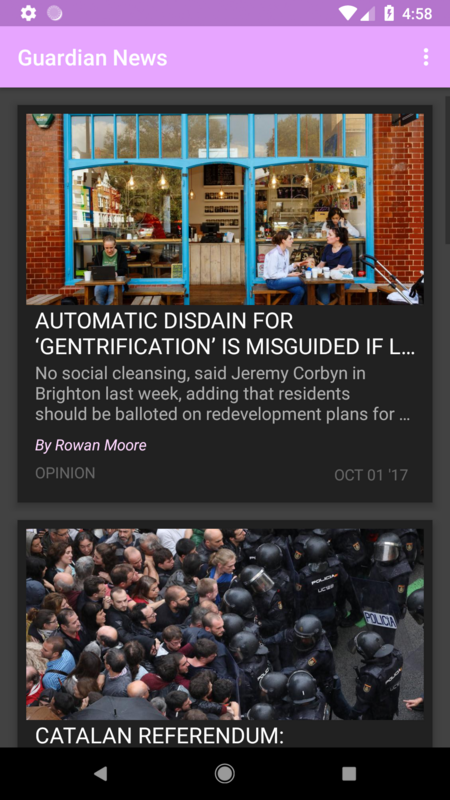 4:58
Guardian News
AUTOMATIC DISDAIN FOR
‘GENTRIFICATION’ IS MISGUIDED IF L…
No social cleansing, said Jeremy Corbyn in
Brighton last week, adding that residents
should be balloted on redevelopment plans for …
By Rowan Moore
OPINION
OCT 01 '17
POLICIA
POLICIA
CATALAN REFERENDUM: